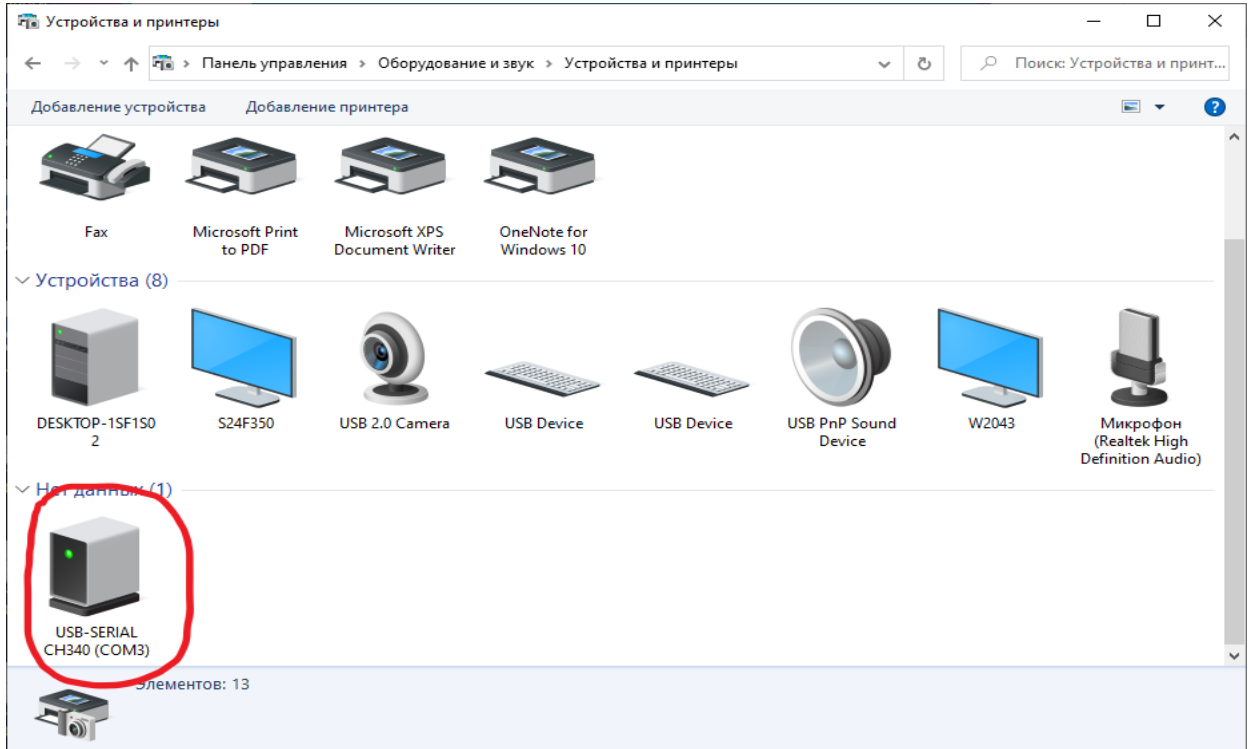 Устройства и принтеры
Панель управления › Оборудование и звук › Устройства и принтеры
Поиск: Устройства и принт...
Добавление устройства Добавление принтера
?
Fax
Microsoft Print
to PDF
Microsoft XPS
Document Writer
OneNote for
Windows 10
Устройства (8)
DESKTOP-1SF1S0
2
S24F350
USB 2.0 Camera
USB Device
USB Device
USB PnP Sound
Device
W2043
Микрофон
(Realtek High
Definition Audio)
Нет данных (1)
USB-SERIAL
CH340 (COM3)
Элементов: 13